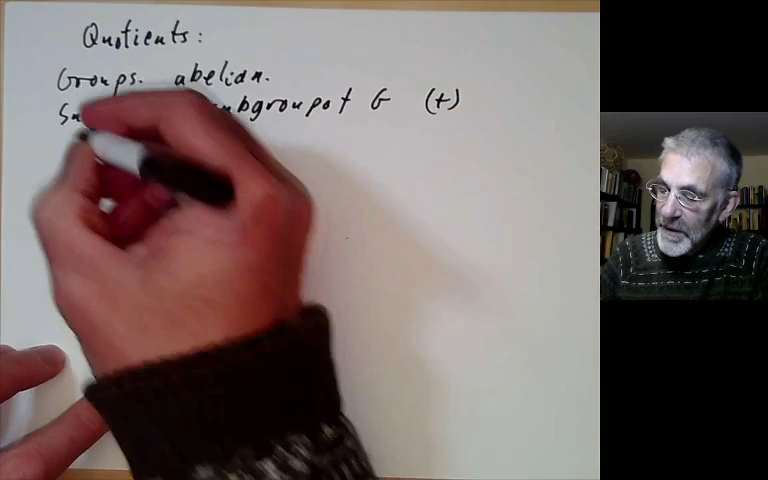 Quotients:
Groups. abelian.
subgroup of G (+)